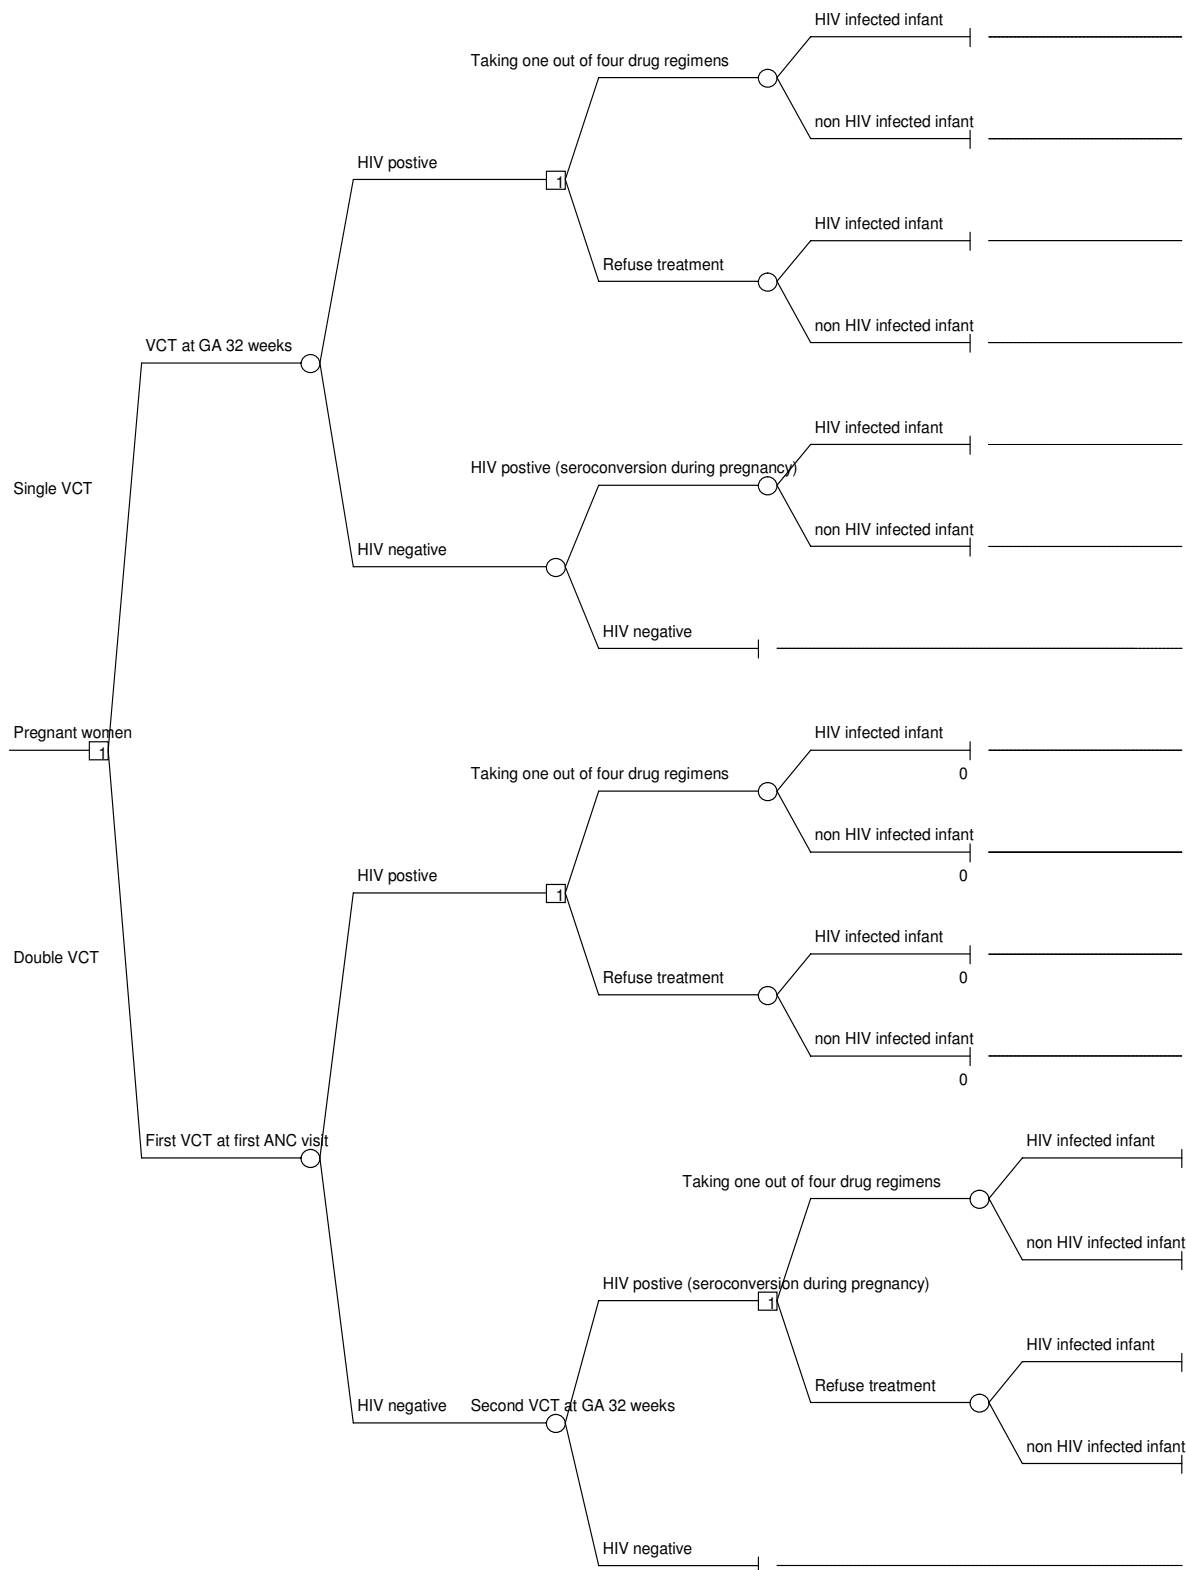 HIV infected infant
Taking one out of four drug regimens
non HIV infected infant
HIV postive
1
HIV infected infant
Refuse treatment
non HIV infected infant
VCT at GA 32 weeks
HIV infected infant
HIV postive (seroconversion during pregnancy)
Single VCT
non HIV infected infant
HIV negative
HIV negative
Pregnant women
1
HIV infected infant
0
Taking one out of four drug regimens
non HIV infected infant
0
HIV postive
1
HIV infected infant
0
Double VCT
Refuse treatment
non HIV infected infant
0
First VCT at first ANC visit
HIV infected infant
Taking one out of four drug regimens
non HIV infected infant
HIV postive (seroconversion during pregnancy)
1
HIV infected infant
Refuse treatment
HIV negative
Second VCT at GA 32 weeks
non HIV infected infant
HIV negative